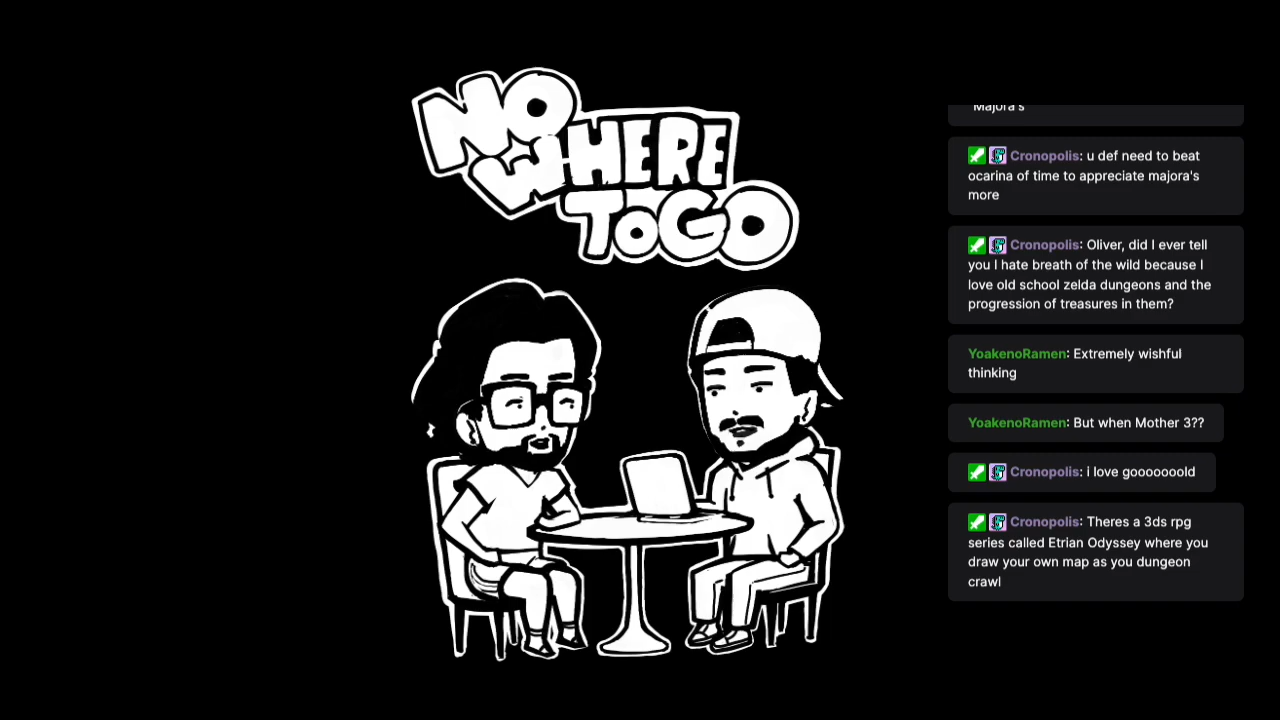 NO
WHERE
TO GO
Majora's
Cronopolis: u def need to beat
ocarina of time to appreciate majora's
more
Cronopolis: Oliver, did I ever tell
you I hate breath of the wild because I
love old school zelda dungeons and the
progression of treasures in them?
YoakenoRamen: Extremely wishful
thinking
YoakenoRamen: But when Mother 3??
Cronopolis: i love gooooooold
Cronopolis: Theres a 3ds rpg
series called Etrian Odyssey where you
draw your own map as you dungeon
crawl